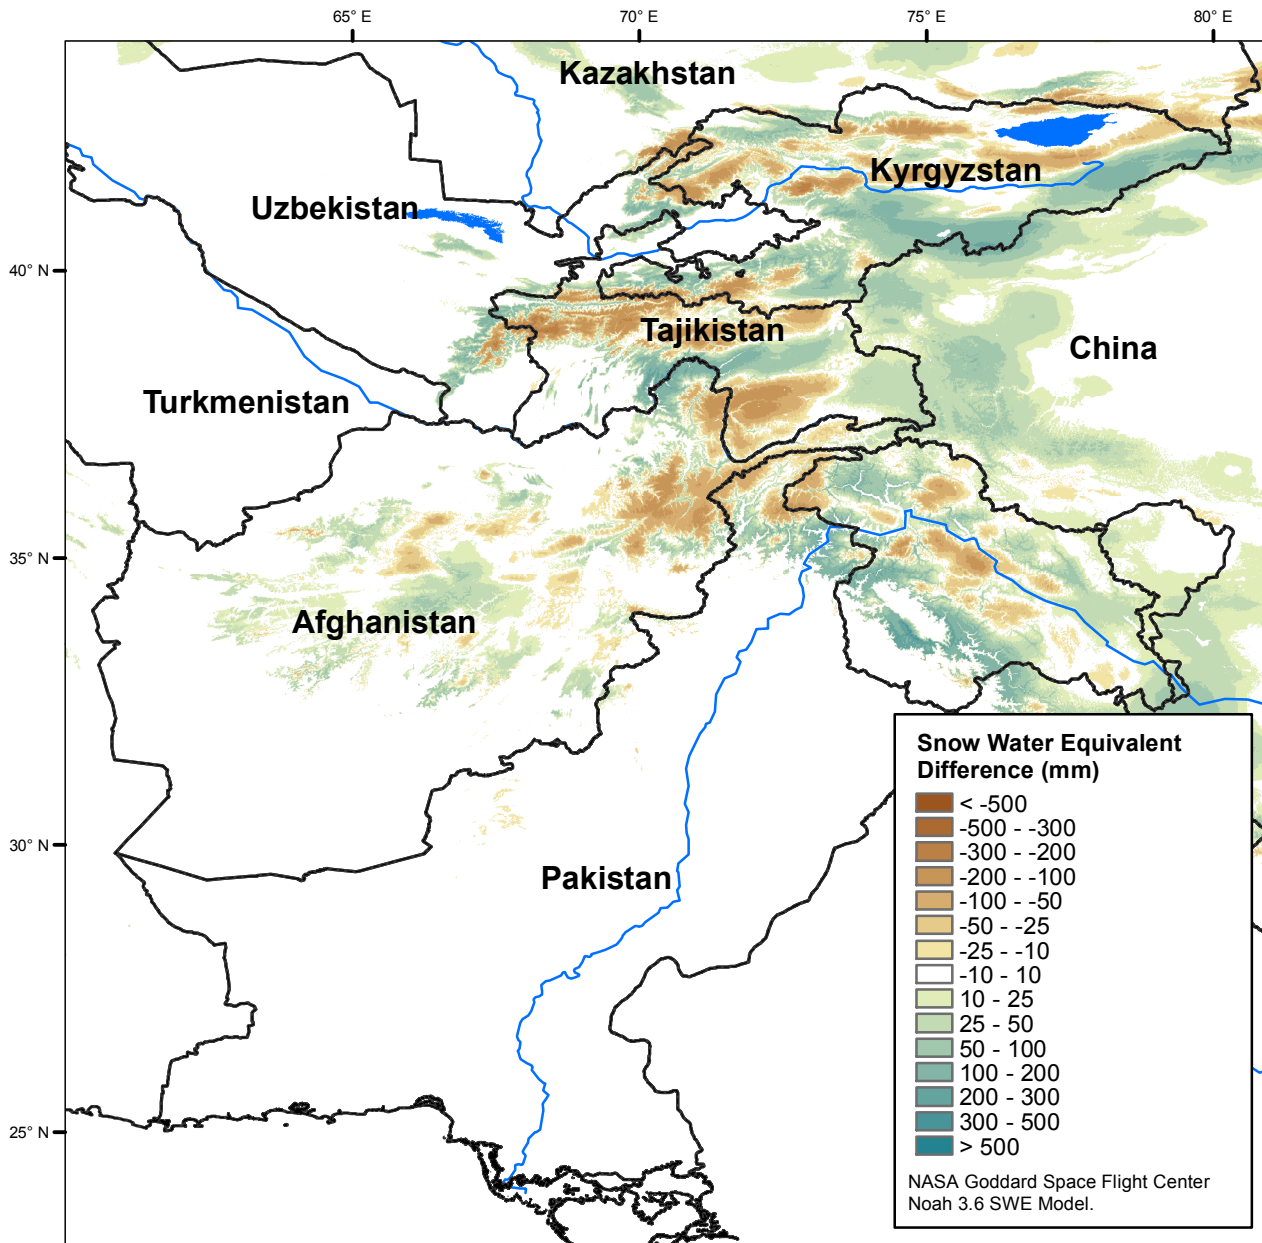 65° E
70° E
75° E
80° E
Kazakhstan
Kyrgyzstan
Uzbekistan
40° N
Tajikistan
China
Turkmenistan
35° N
Afghanistan
Snow Water Equivalent
Difference (mm)
< -500
-500 - -300
-300 - -200
-200 - -100
-100 - -50
-50 - -25
-25 - -10
-10 - 10
10 - 25
25 - 50
50 - 100
100 - 200
200 - 300
300 - 500
> 500
NASA Goddard Space Flight Center
Noah 3.6 SWE Model.
30° N
Pakistan
25° N